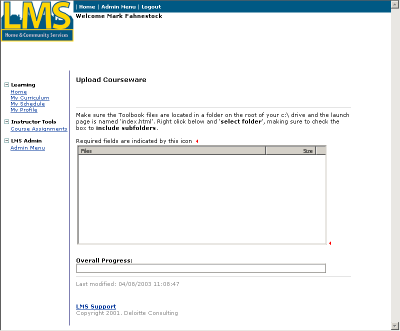 LMS
Home & Community Services
| Home | Admin Menu | Logout
Welcome Mark Fahnestock
Learning
Home
My Curriculum
My Schedule
My Profile
Instructor Tools
Course Assignments
LMS Admin
Admin Menu
Upload Courseware
Make sure the Toolbook files are located in a folder on the root of your c:\ drive and the launch
page is named 'index.html'. Right click below and 'select folder', making sure to check the
box to include subfolders.
Required fields are indicated by this icon
Files Size
Overall Progress:
Last modified: 04/08/2003 11:08:47
LMS Support
Copyright 2001. Deloitte Consulting